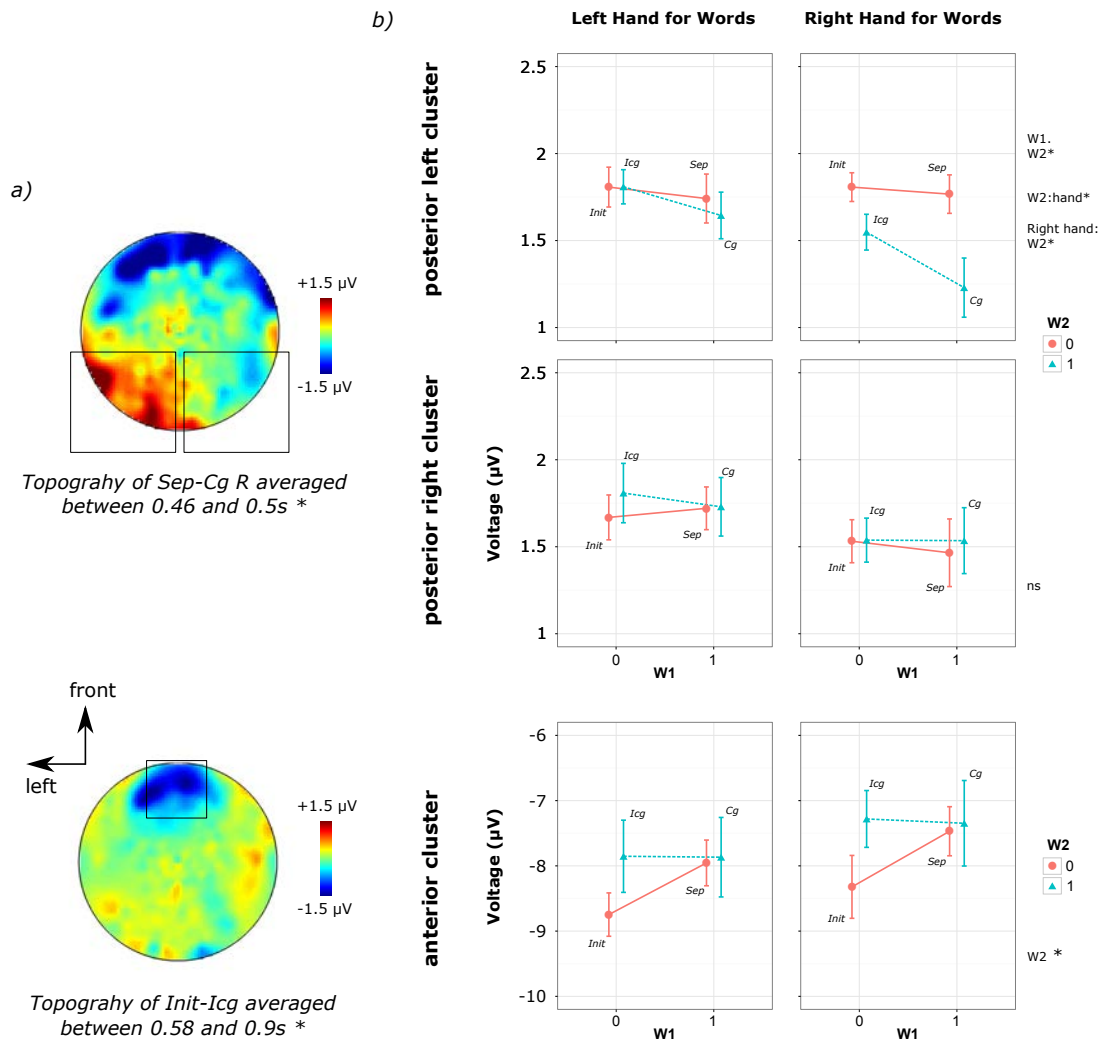 a)
+1.5 µV
-1.5 µV
Topograhy of Sep-Cg R averaged
between 0.46 and 0.5s *
front
left
+1.5 µV
-1.5 µV
Topograhy of Init-Icg averaged
between 0.58 and 0.9s *
b)
Left Hand for Words
Right Hand for Words
posterior left cluster
2.5
2
1.5
1
Init
Icg
Sep
Cg
Init
Icg
Sep
Cg
W1.
W2*
W2:hand*
Right hand:
W2*
W2
0
1
posterior right cluster
Voltage (µV)
2.5
2
1.5
1
Init
Icg
Sep
Cg
0
1
W1
Init
Icg
Sep
Cg
0
1
W1
ns
anterior cluster
Voltage (µV)
-6
-7
-8
-9
-10
Init
Icg
Sep
Cg
0
1
W1
Init
Icg
Sep
Cg
0
1
W1
W2
0
1
W2 *